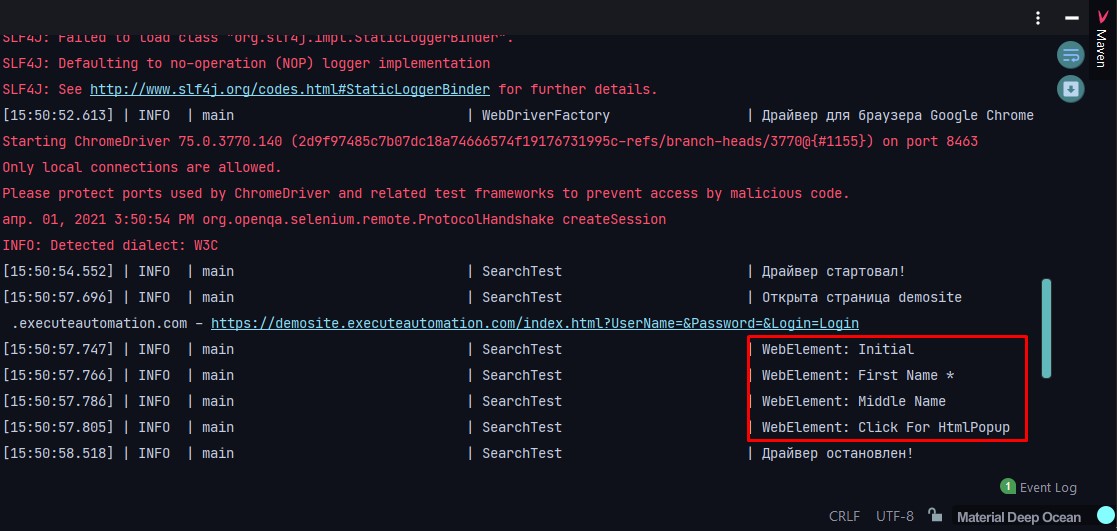 SLF4J: Failed to load class "org.slf4j.impl.StaticLoggerBinder".
SLF4J: Defaulting to no-operation (NOP) logger implementation
SLF4J: See http://www.slf4j.org/codes.html#StaticLoggerBinder for further details.
[15:50:52.613] | INFO  | main | WebDriverFactory | Драйвер для браузера Google Chrome
Starting ChromeDriver 75.0.3770.140 (2d9f97485c7b07dc18a74666574f19176731995c-refs/branch-heads/3770@{#1155}) on port 8463
Only local connections are allowed.
Please protect ports used by ChromeDriver and related test frameworks to prevent access by malicious code.
апр. 01, 2021 3:50:54 PM org.openqa.selenium.remote.ProtocolHandshake createSession
INFO: Detected dialect: W3C
[15:50:54.552] | INFO  | main | SearchTest | Драйвер стартовал!
[15:50:57.696] | INFO  | main | SearchTest | Открыта страница demosite
.executeautomation.com – https://demosite.executeautomation.com/index.html?UserName=&Password=&Login=Login
[15:50:57.747] | INFO  | main | SearchTest | WebElement: Initial
[15:50:57.766] | INFO  | main | SearchTest | WebElement: First Name *
[15:50:57.786] | INFO  | main | SearchTest | WebElement: Middle Name
[15:50:57.805] | INFO  | main | SearchTest | WebElement: Click For HtmlPopup
[15:50:58.518] | INFO  | main | SearchTest | Драйвер остановлен!
Maven
1 Event Log
CRLF UTF-8 Material Deep Ocean